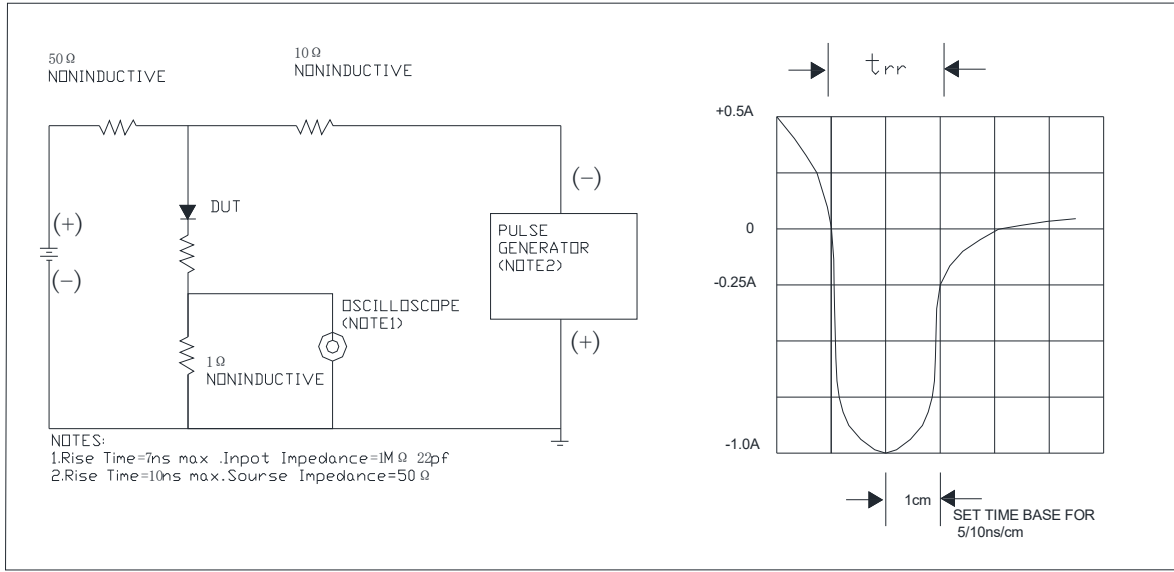 50Ω
NONINDUCTIVE
10Ω
NONINDUCTIVE
(+)
(−)
DUT
1Ω
NONINDUCTIVE
OSCILLOSCOPE
(NOTE1)
(−)
PULSE
GENERATOR
(NOTE2)
(+)
NOTES:
1.Rise Time=7ns max .Inpot Impedance=1MΩ 22pf
2.Rise Time=10ns max.Sourse Impedance=50Ω
trr
+0.5A
0
-0.25A
-1.0A
1cm
SET TIME BASE FOR
5/10ns/cm